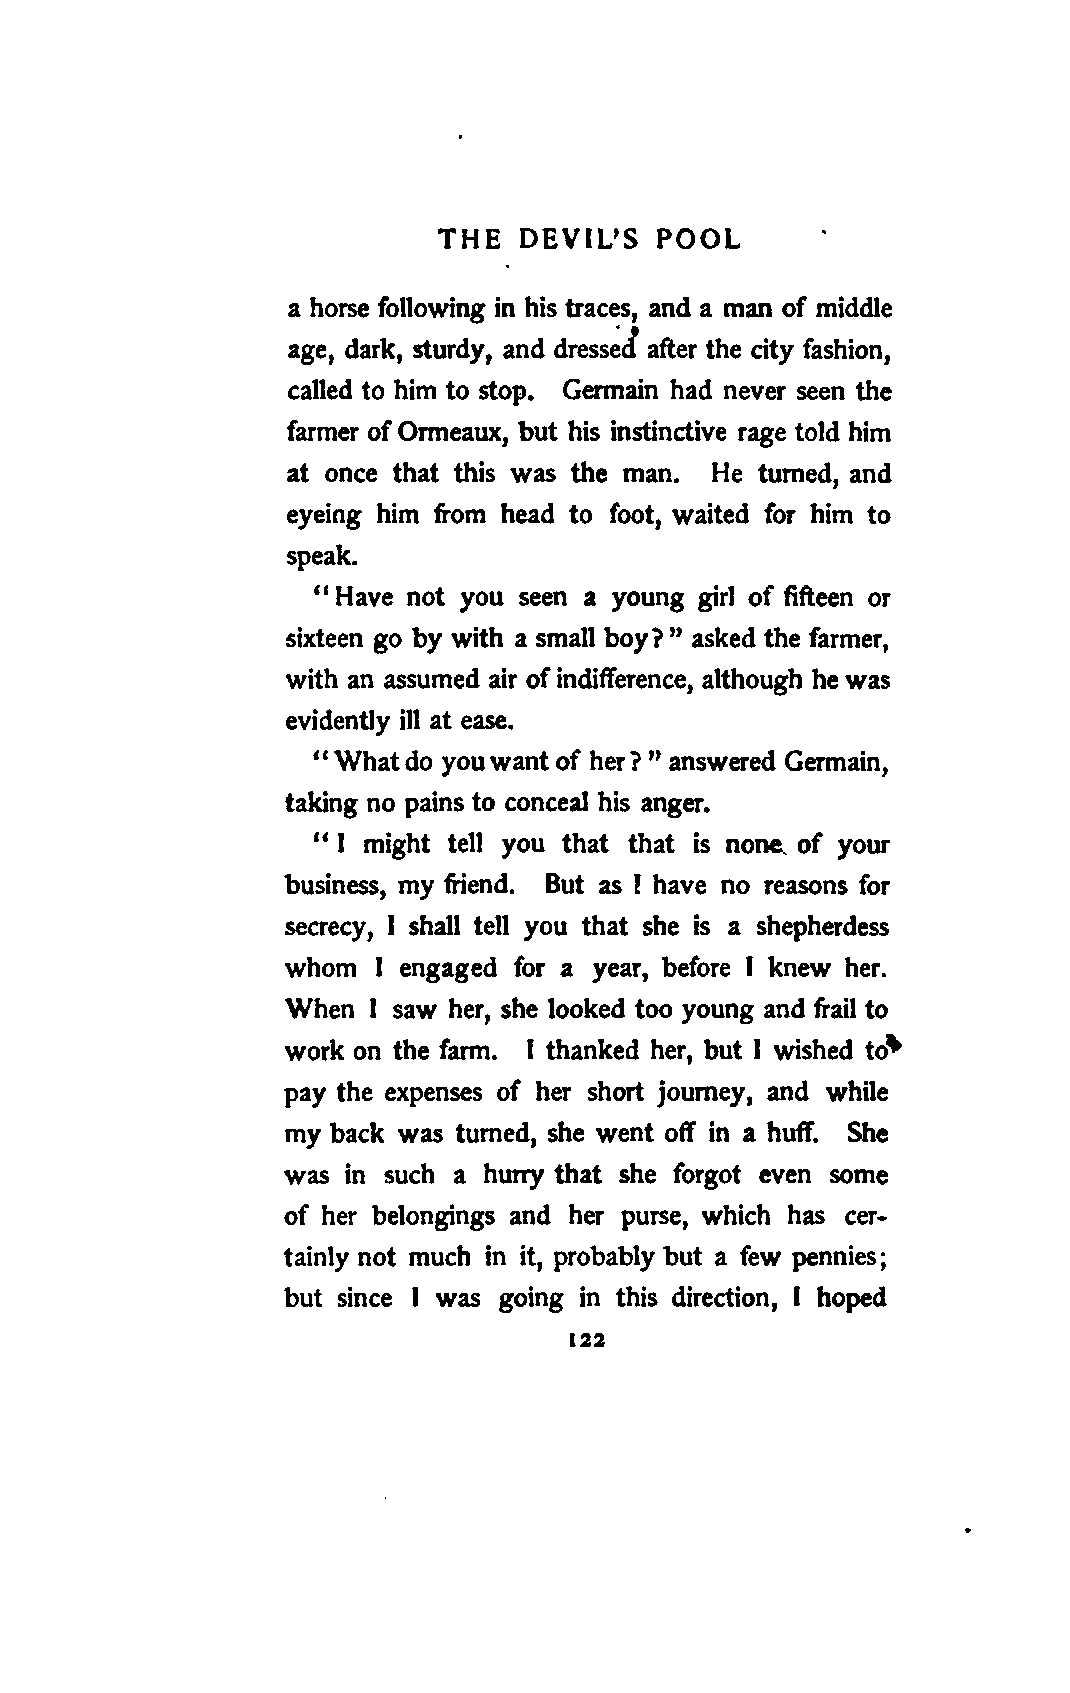 THE DEVIL'S POOL
a horse following in his traces, and a man of middle
age, dark, sturdy, and dressed after the city fashion,
called to him to stop. Germain had never seen the
farmer of Ormeaux, but his instinctive rage told him
at once that this was the man. He turned, and
eyeing him from head to foot, waited for him to
speak.
"Have not you seen a young girl of fifteen or
sixteen go by with a small boy?" asked the farmer,
with an assumed air of indifference, although he was
evidently ill at ease.
"What do you want of her?" answered Germain,
taking no pains to conceal his anger.
"I might tell you that that is none of your
business, my friend. But as I have no reasons for
secrecy, I shall tell you that she is a shepherdess
whom I engaged for a year, before I knew her.
When I saw her, she looked too young and frail to
work on the farm. I thanked her, but I wished to
pay the expenses of her short journey, and while
my back was turned, she went off in a huff. She
was in such a hurry that she forgot even some
of her belongings and her purse, which has cer-
tainly not much in it, probably but a few pennies;
but since I was going in this direction, I hoped
122